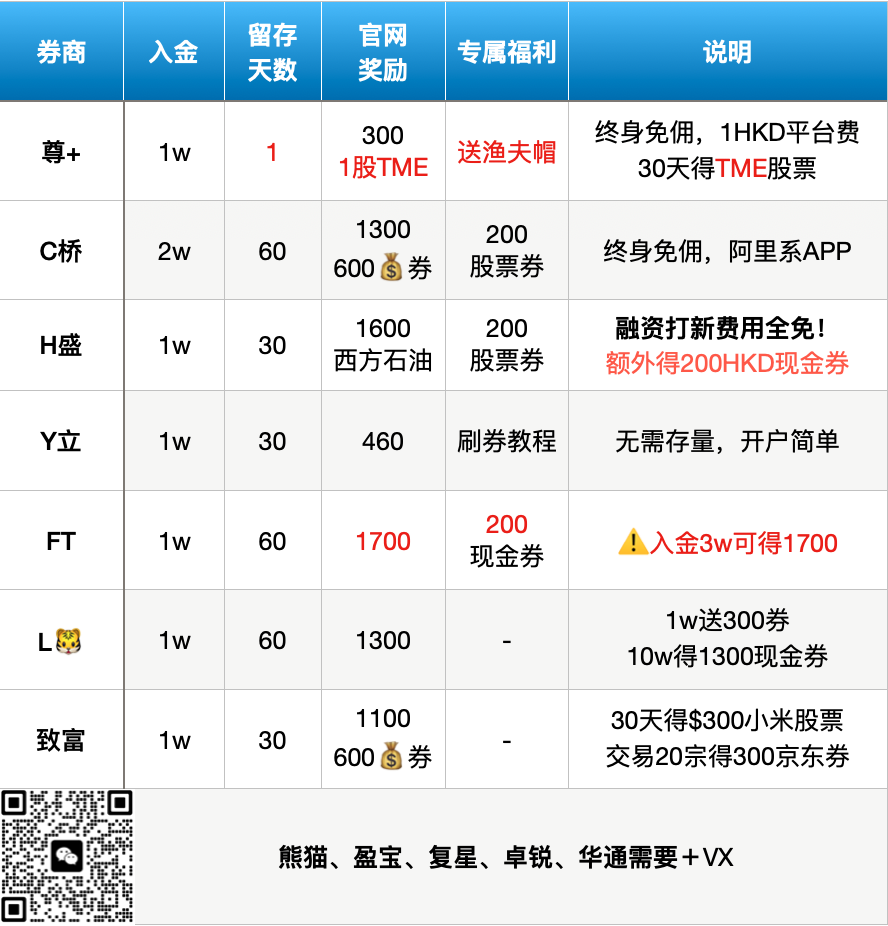 券商 入金 留存天数 官网奖励 专属福利 说明
尊+ 1w 1 300 1股TME 送渔夫帽 终身免佣，1HKD平台费 30天得TME股票
C桥 2w 60 1300 600💰券 200股票券 终身免佣，阿里系APP
H盛 1w 30 1600 西方石油 200股票券 融资打新费用全免！ 额外得200HKD现金券
Y立 1w 30 460 刷券教程 无需存量，开户简单
FT 1w 60 1700 200现金券 ⚠️入金3w可得1700
L🐯 1w 60 1300 - 1w送300券 10w得1300现金券
致富 1w 30 1100 600💰券 - 30天得$300小米股票 交易20宗得300京东券
熊猫、盈宝、复星、卓锐、华通需要＋VX